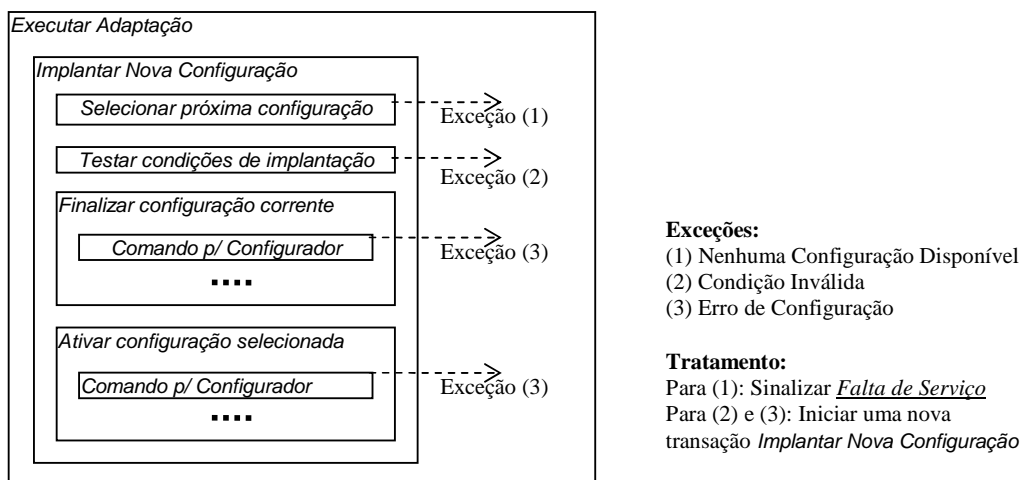 Executar Adaptação
Implantar Nova Configuração
Selecionar próxima configuração
Exceção (1)
Testar condições de implantação
Exceção (2)
Finalizar configuração corrente
Comando p/ Configurador
Exceção (3)
....
Ativar configuração selecionada
Comando p/ Configurador
Exceção (3)
....
Exceções:
(1) Nenhuma Configuração Disponível
(2) Condição Inválida
(3) Erro de Configuração
Tratamento:
Para (1): Sinalizar Falta de Serviço
Para (2) e (3): Iniciar uma nova
transação Implantar Nova Configuração